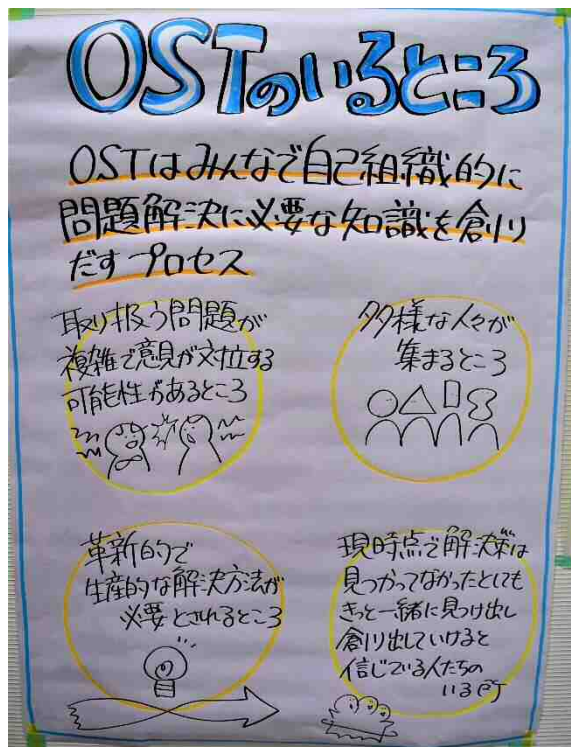 OSTのいるところ
OSTはみんなで自己組織的に
問題解決に必要な知識を創り
だすプロセス
取り扱う問題が
複雑で意見が対位する
可能性があるところ
多様な人々が
集まるところ
革新的で
生産的な解決方法が
必要とされるところ
現時点で解決策は
見つかってなかったとしても
きっと一緒に見つけ出し
創り出していけると
信じている人たちの
いる所